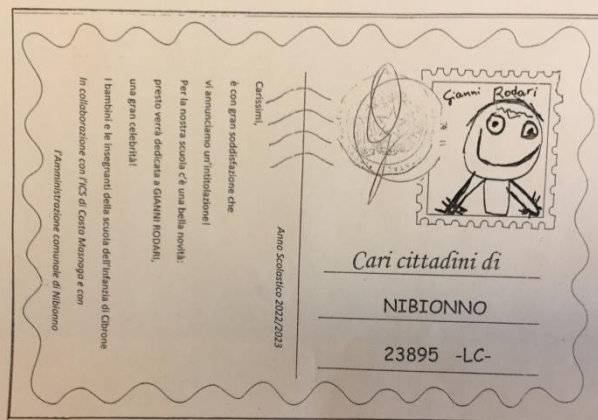 Gianni Rodari
Cari cittadini di
NIBIONNO
23895 -LC-
Anno Scolastico 2022/2023
Carissimi,
è con gran soddisfazione che
vi annunciamo un'intitolazione!
Per la nostra scuola c'è una bella novità:
presto verrà dedicata a GIANNI RODARI,
una gran celebrità!
I bambini e le insegnanti della scuola dell'infanzia di Cibrone
In collaborazione con l'ICS di Costa Masnaga e con
l'Amministrazione comunale di Nibionno